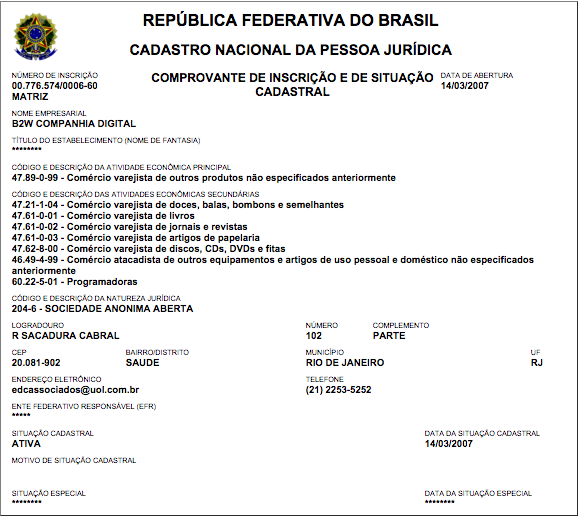 REPÚBLICA FEDERATIVA DO BRASIL
CADASTRO NACIONAL DA PESSOA JURÍDICA
NÚMERO DE INSCRIÇÃO
00.776.574/0006-60
MATRIZ
COMPROVANTE DE INSCRIÇÃO E DE SITUAÇÃO
CADASTRAL
DATA DE ABERTURA
14/03/2007
NOME EMPRESARIAL
B2W COMPANHIA DIGITAL
TÍTULO DO ESTABELECIMENTO (NOME DE FANTASIA)
********
CÓDIGO E DESCRIÇÃO DA ATIVIDADE ECONÔMICA PRINCIPAL
47.89-0-99 - Comércio varejista de outros produtos não especificados anteriormente
CÓDIGO E DESCRIÇÃO DAS ATIVIDADES ECONÔMICAS SECUNDÁRIAS
47.21-1-04 - Comércio varejista de doces, balas, bombons e semelhantes
47.61-0-01 - Comércio varejista de livros
47.61-0-02 - Comércio varejista de jornais e revistas
47.61-0-03 - Comércio varejista de artigos de papelaria
47.62-8-00 - Comércio varejista de discos, CDs, DVDs e fitas
46.49-4-99 - Comércio atacadista de outros equipamentos e artigos de uso pessoal e doméstico não especificados
anteriormente
60.22-5-01 - Programadoras
CÓDIGO E DESCRIÇÃO DA NATUREZA JURÍDICA
204-6 - SOCIEDADE ANONIMA ABERTA
LOGRADOURO
R SACADURA CABRAL
NÚMERO
102
COMPLEMENTO
PARTE
CEP
20.081-902
BAIRRO/DISTRITO
SAUDE
MUNICÍPIO
RIO DE JANEIRO
UF
RJ
ENDEREÇO ELETRÔNICO
edcassociados@uol.com.br
TELEFONE
(21) 2253-5252
ENTE FEDERATIVO RESPONSÁVEL (EFR)
*****
SITUAÇÃO CADASTRAL
ATIVA
DATA DA SITUAÇÃO CADASTRAL
14/03/2007
MOTIVO DE SITUAÇÃO CADASTRAL
SITUAÇÃO ESPECIAL
********
DATA DA SITUAÇÃO ESPECIAL
********